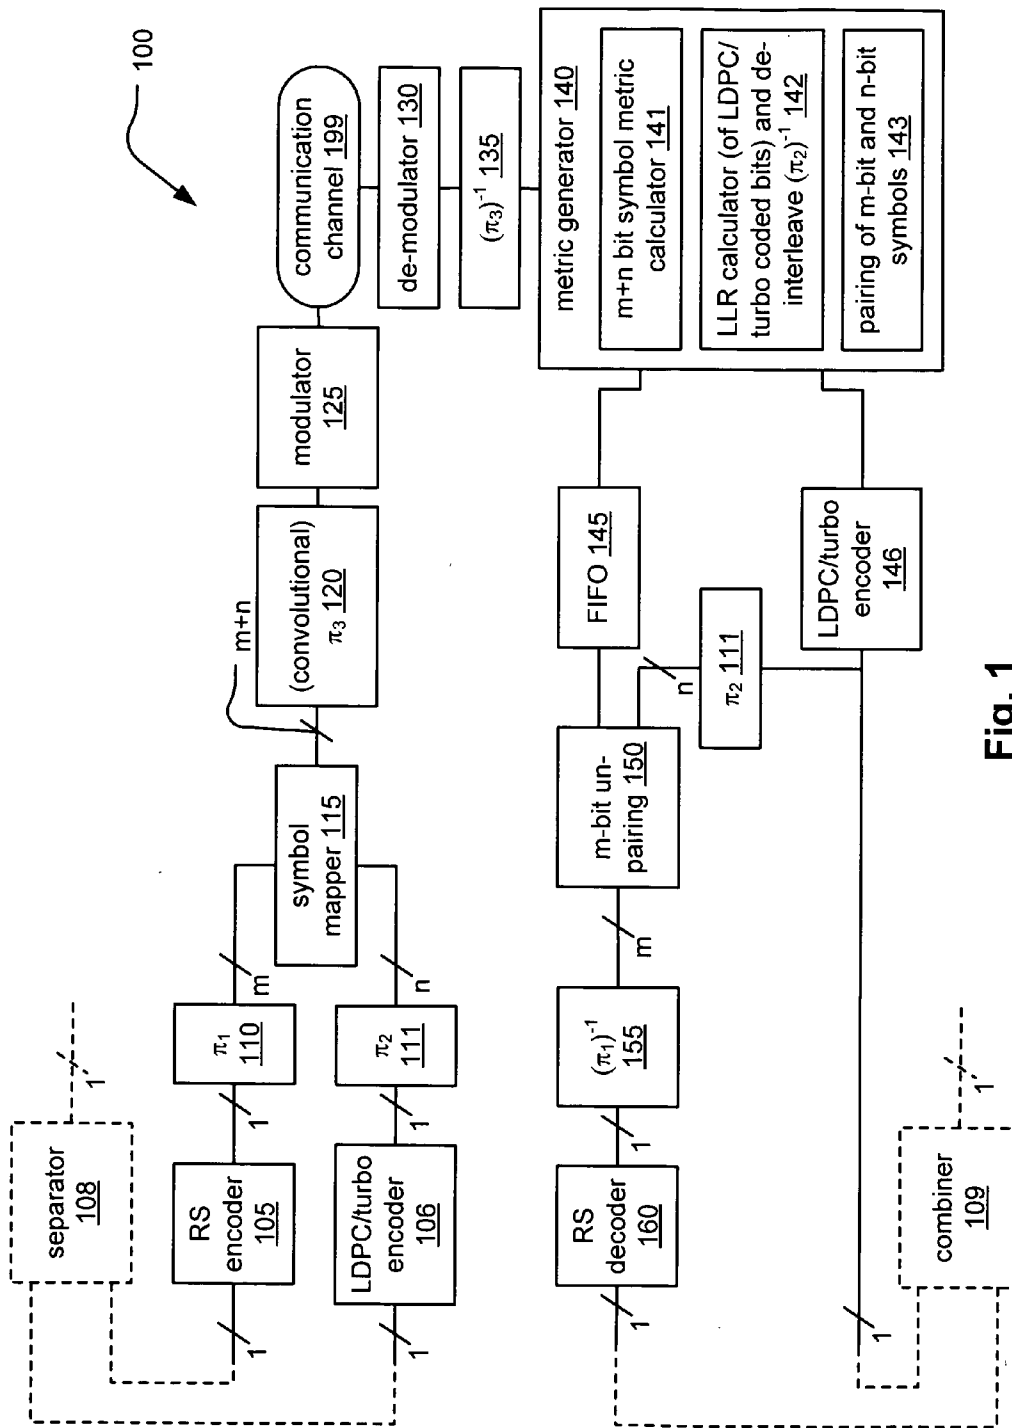 100
separator
108
1
RS
encoder 105
1
1
π1
110
m
LDPC/turbo
encoder 106
1
1
π2
111
n
symbol
mapper 115
m+n
(convolutional)
π3 120
modulator
125
communication
channel 199
de-modulator 130
(π3)-1 135
metric generator 140
m+n bit symbol metric
calculator 141
LLR calculator (of LDPC/
turbo coded bits) and de-
interleave (π2)-1 142
pairing of m-bit and n-bit
symbols 143
FIFO 145
LDPC/turbo
encoder
146
π2 111
n
m-bit un-
pairing 150
m
(π1)-1
155
1
RS
decoder
160
1
1
combiner
109
1
Fig. 1